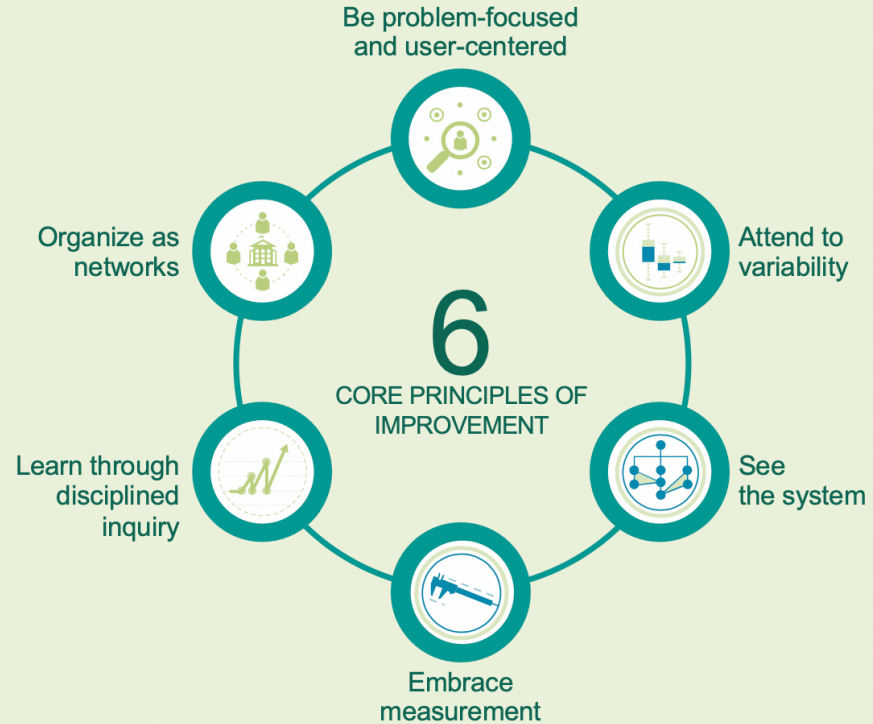 Be problem-focused
and user-centered
Attend to
variability
See
the system
Embrace
measurement
Learn through
disciplined
inquiry
Organize as
networks
6
CORE PRINCIPLES OF
IMPROVEMENT